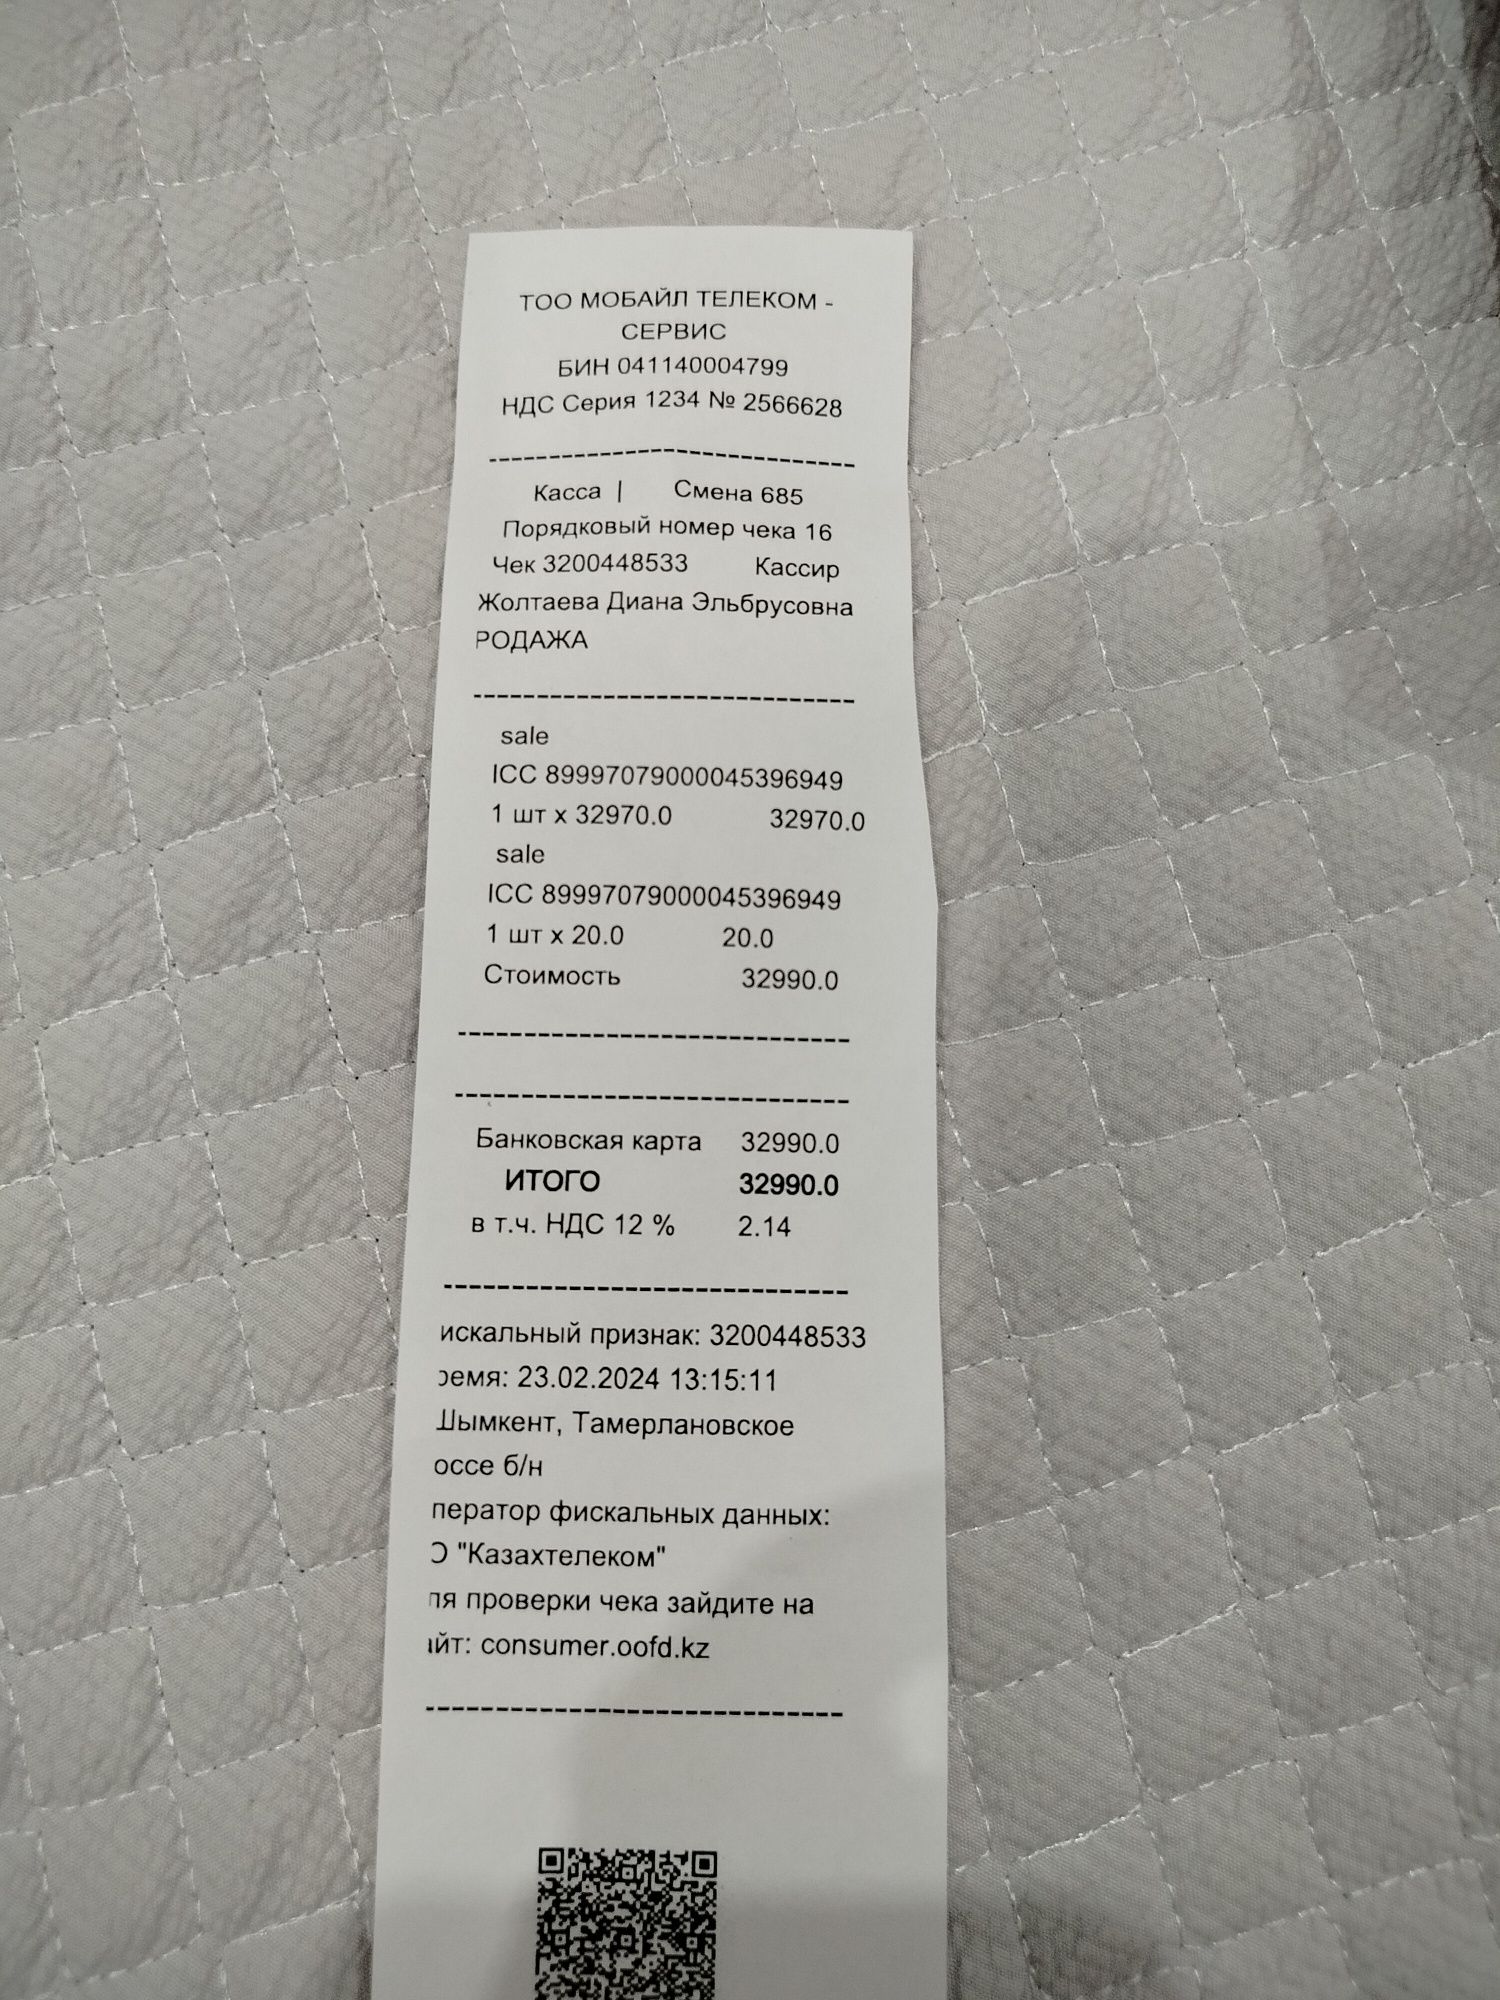 ТОО МОБАЙЛ ТЕЛЕКОМ -
СЕРВИС
БИН 041140004799
НДС Серия 1234 № 2566628
Касса | Смена 685
Порядковый номер чека 16
Чек 3200448533 Кассир
Жолтаева Диана Эльбрусовна
РОДАЖА
sale
ICC 89997079000045396949
1 шт x 32970.0 32970.0
sale
ICC 89997079000045396949
1 шт x 20.0 20.0
Стоимость 32990.0
Банковская карта 32990.0
ИТОГО 32990.0
в т.ч. НДС 12 % 2.14
искальный признак: 3200448533
ремя: 23.02.2024 13:15:11
Шымкент, Тамерлановское
оссе б/н
ператор фискальных данных:
О "Казахтелеком"
ля проверки чека зайдите на
айт: consumer.oofd.kz